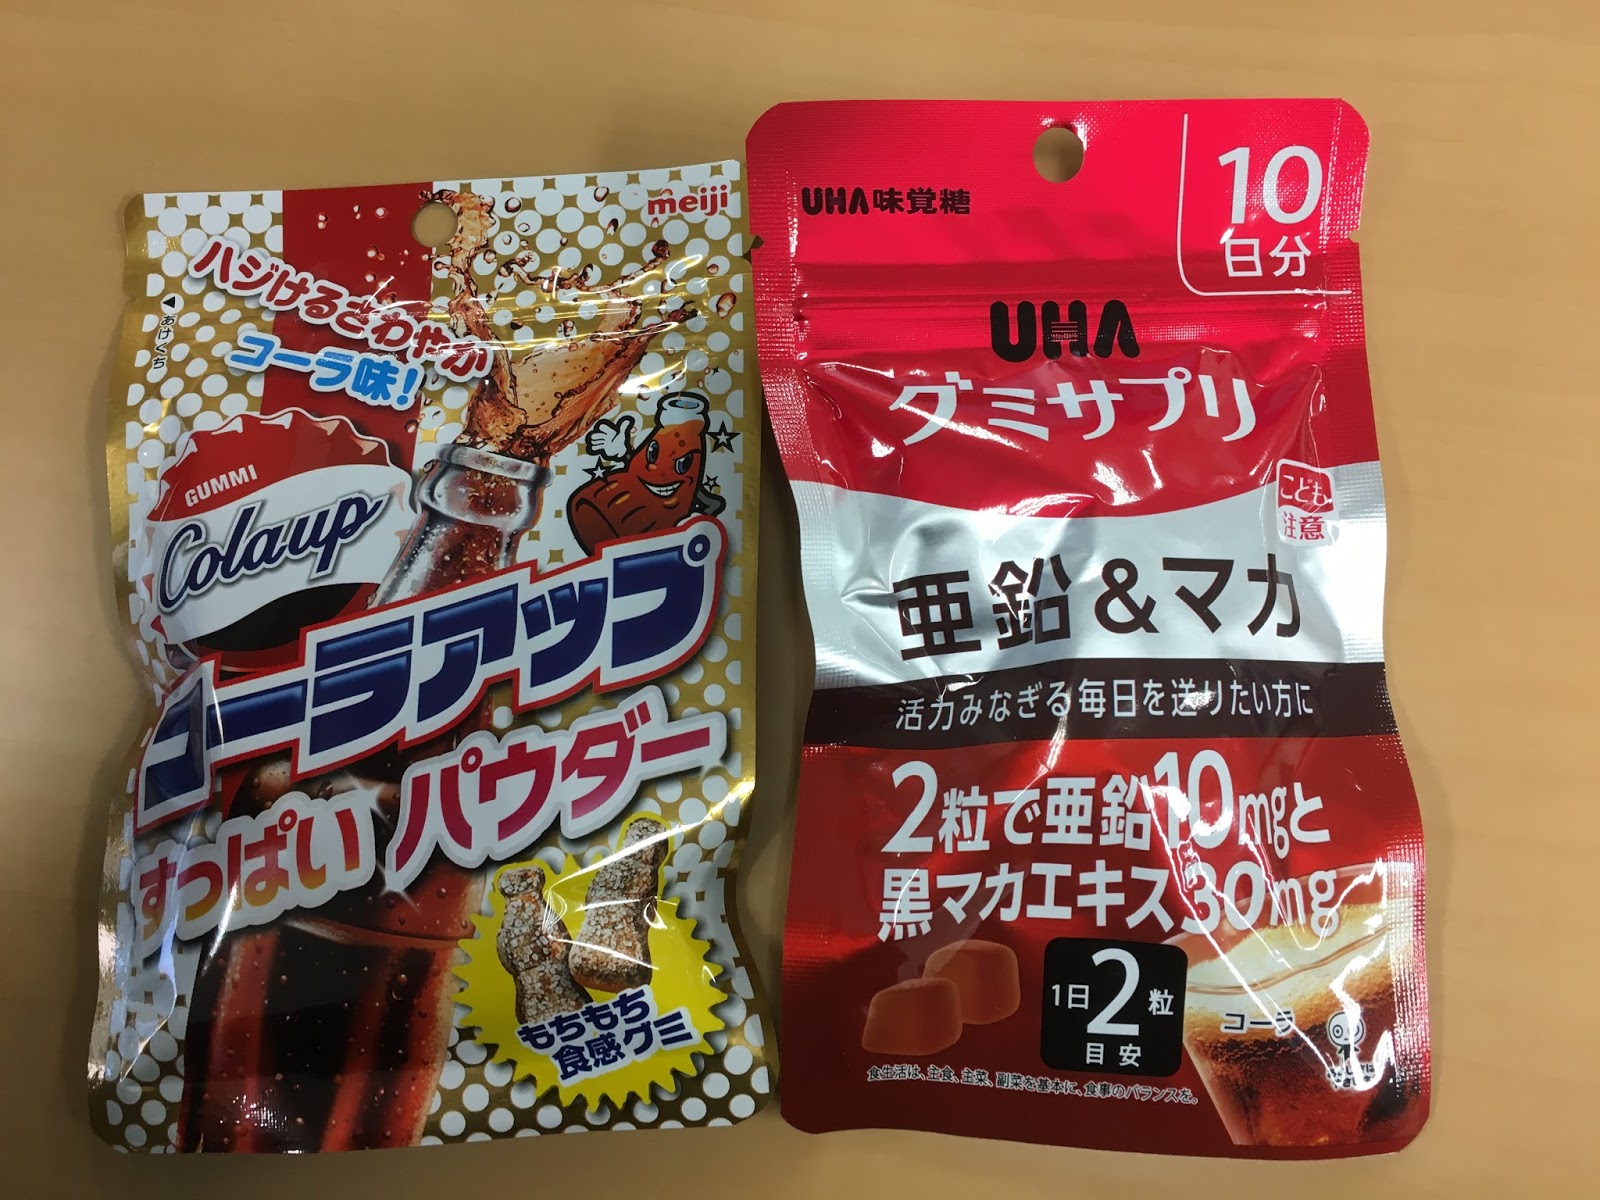 meiji
ハジけるさわやか
コーラ味!
あけくち
GUMMI
Colaup
コーラアップ
すっぱいパウダー
もちもち
食感グミ
UHA味覚糖
10
日分
UHA
グミサプリ
こども
注意
亜鉛&マカ
活力みなぎる毎日を送りたい方に
2粒で亜鉛10mgと
黒マカエキス30mg
1日2粒
目安
コーラ
食生活は、主食、主菜、副菜を基本に、食事のバランスを。